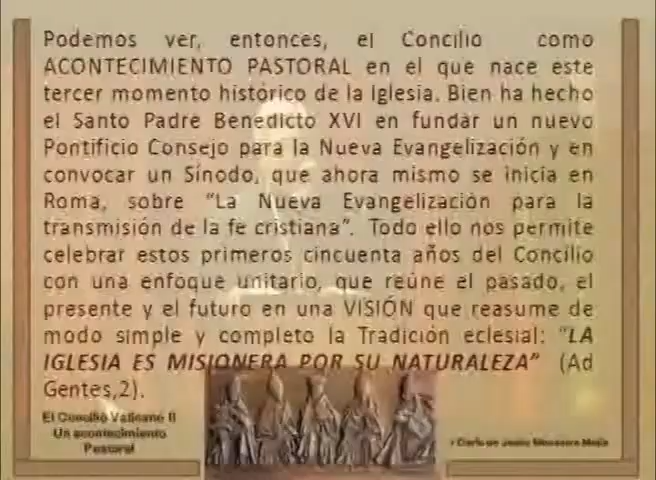 Podemos ver, entonces, el Concilio como
ACONTECIMIENTO PASTORAL en el que nace este
tercer momento histórico de la Iglesia. Bien ha hecho
el Santo Padre Benedicto XVI en fundar un nuevo
Pontificio Consejo para la Nueva Evangelización y en
convocar un Sínodo, que ahora mismo se inicia en
Roma, sobre "La Nueva Evangelización para la
transmisión de la fe cristiana". Todo ello nos permite
celebrar estos primeros cincuenta años del Concilio
con una enfoque unitario, que reúne el pasado, el
presente y el futuro en una VISIÓN que reasume de
modo simple y completo la Tradición eclesial: "LA
IGLESIA ES MISIONERA POR SU NATURALEZA" (Ad
Gentes,2).
El Concilio Vaticano II
Un acontecimiento
Pastoral
de Jesús